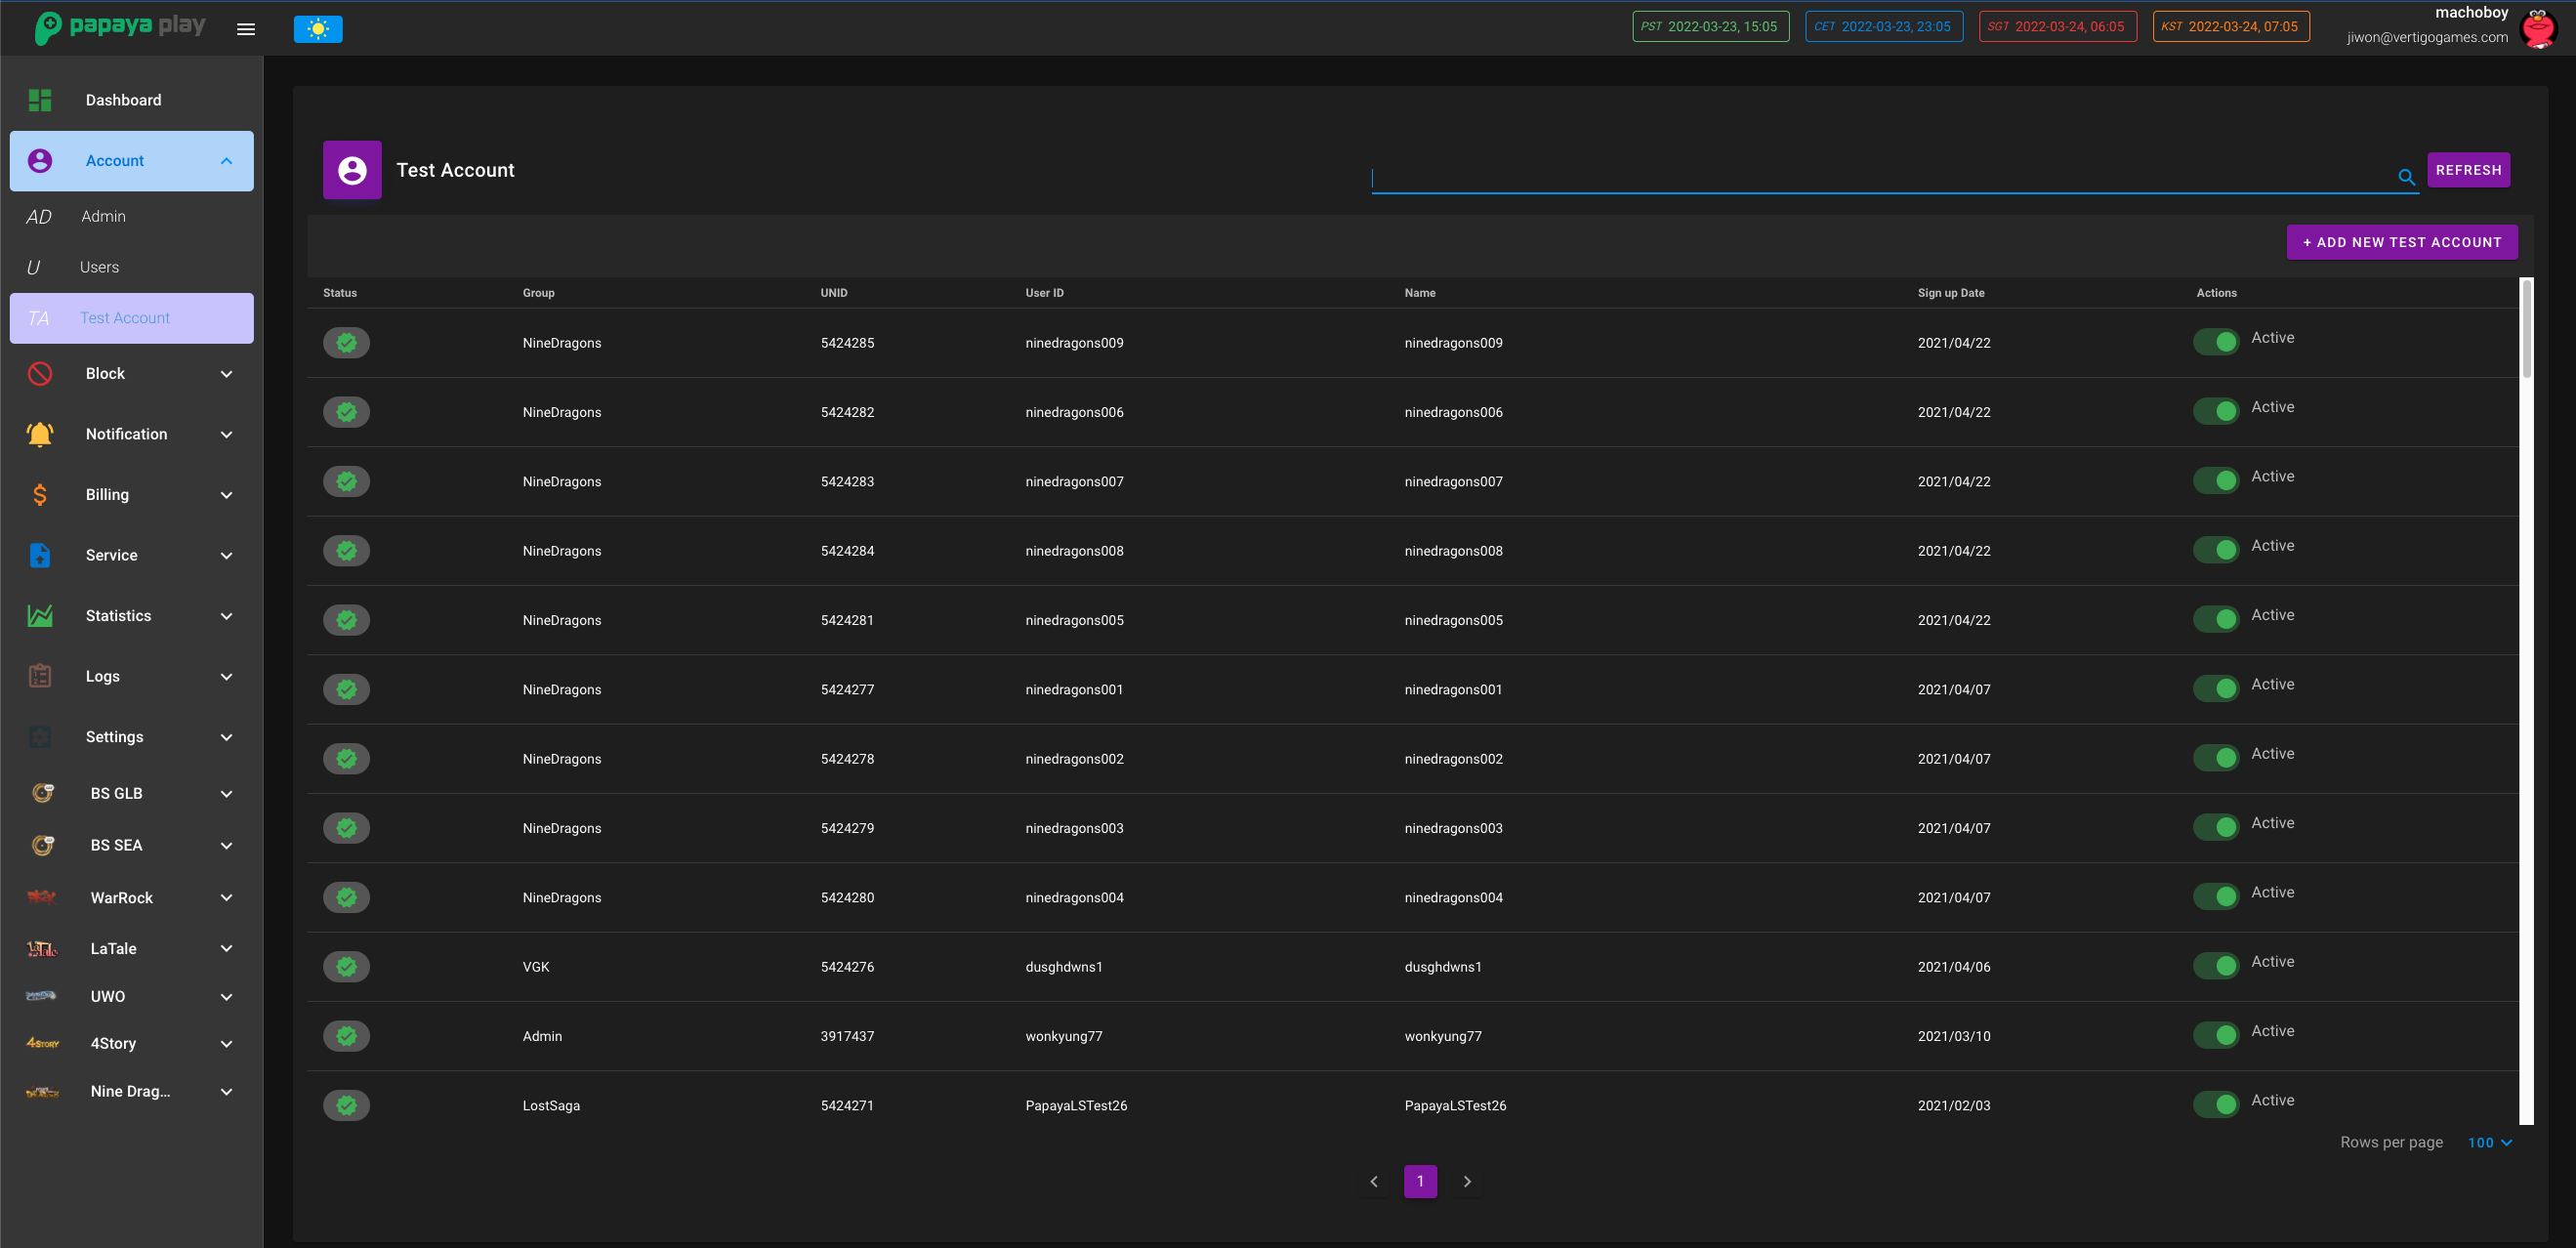 papaya play
PST 2022-03-23, 15:05
CET 2022-03-23, 23:05
SGT 2022-03-24, 06:05
KST 2022-03-24, 07:05
machoboy
jiwon@vertigogames.com
Dashboard
Account
AD Admin
U Users
TA Test Account
Block
Notification
Billing
Service
Statistics
Logs
Settings
BS GLB
BS SEA
WarRock
LaTale
UWO
4Story 4Story
Nine Drag...
Test Account
REFRESH
+ ADD NEW TEST ACCOUNT
Status Group UNID User ID Name Sign up Date Actions
NineDragons 5424285 ninedragons009 ninedragons009 2021/04/22 Active
NineDragons 5424282 ninedragons006 ninedragons006 2021/04/22 Active
NineDragons 5424283 ninedragons007 ninedragons007 2021/04/22 Active
NineDragons 5424284 ninedragons008 ninedragons008 2021/04/22 Active
NineDragons 5424281 ninedragons005 ninedragons005 2021/04/22 Active
NineDragons 5424277 ninedragons001 ninedragons001 2021/04/07 Active
NineDragons 5424278 ninedragons002 ninedragons002 2021/04/07 Active
NineDragons 5424279 ninedragons003 ninedragons003 2021/04/07 Active
NineDragons 5424280 ninedragons004 ninedragons004 2021/04/07 Active
VGK 5424276 dusghdwns1 dusghdwns1 2021/04/06 Active
Admin 3917437 wonkyung77 wonkyung77 2021/03/10 Active
LostSaga 5424271 PapayaLSTest26 PapayaLSTest26 2021/02/03 Active
Rows per page 100
1